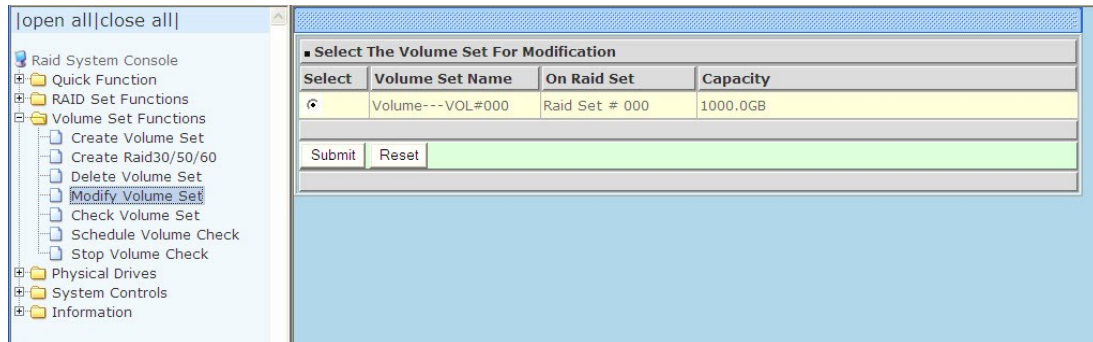 |open all|close all|
Raid System Console
Quick Function
RAID Set Functions
Volume Set Functions
Create Volume Set
Create Raid30/50/60
Delete Volume Set
Modify Volume Set
Check Volume Set
Schedule Volume Check
Stop Volume Check
Physical Drives
System Controls
Information
Select The Volume Set For Modification
Select Volume Set Name On Raid Set Capacity
Volume---VOL#000 Raid Set # 000 1000.0GB
Submit Reset